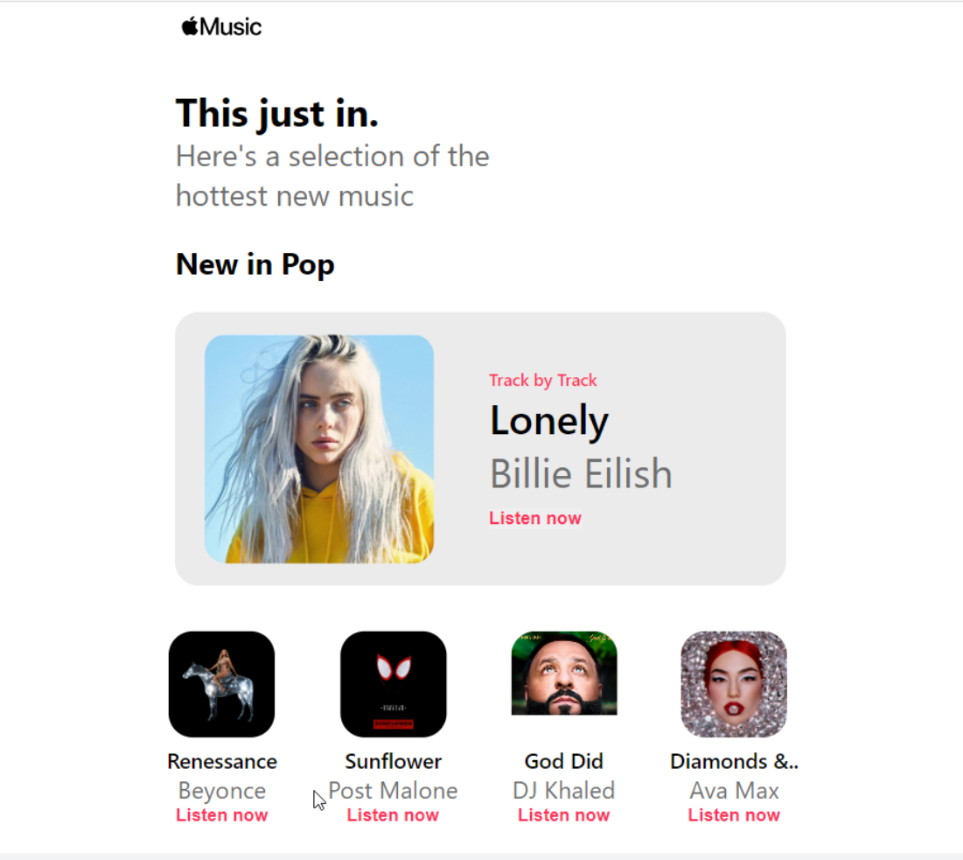 Music
This just in.
Here's a selection of the
hottest new music
New in Pop
Track by Track
Lonely
Billie Eilish
Listen now
Renessance
Beyonce
Listen now
Sunflower
Post Malone
Listen now
God Did
DJ Khaled
Listen now
Diamonds &..
Ava Max
Listen now